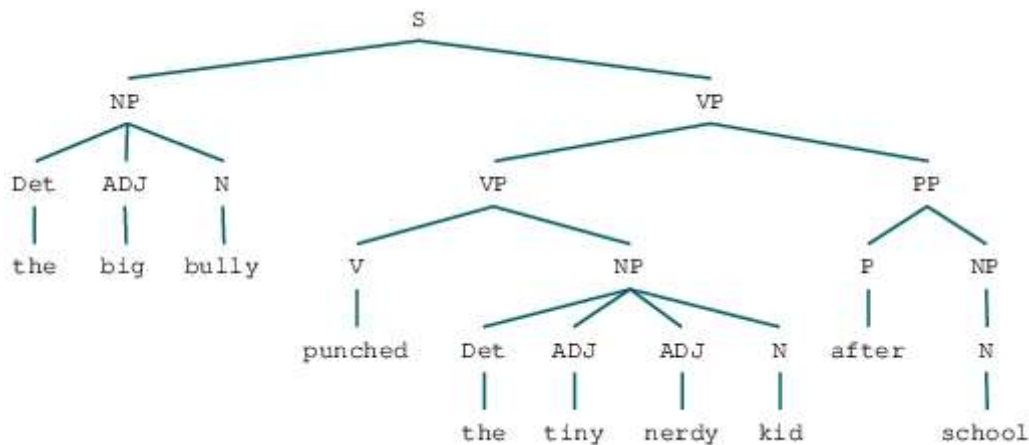 S
NP VP
Det ADJ N VP PP
the big bully V NP P NP
punched Det ADJ ADJ N after N
the tiny nerdy kid school